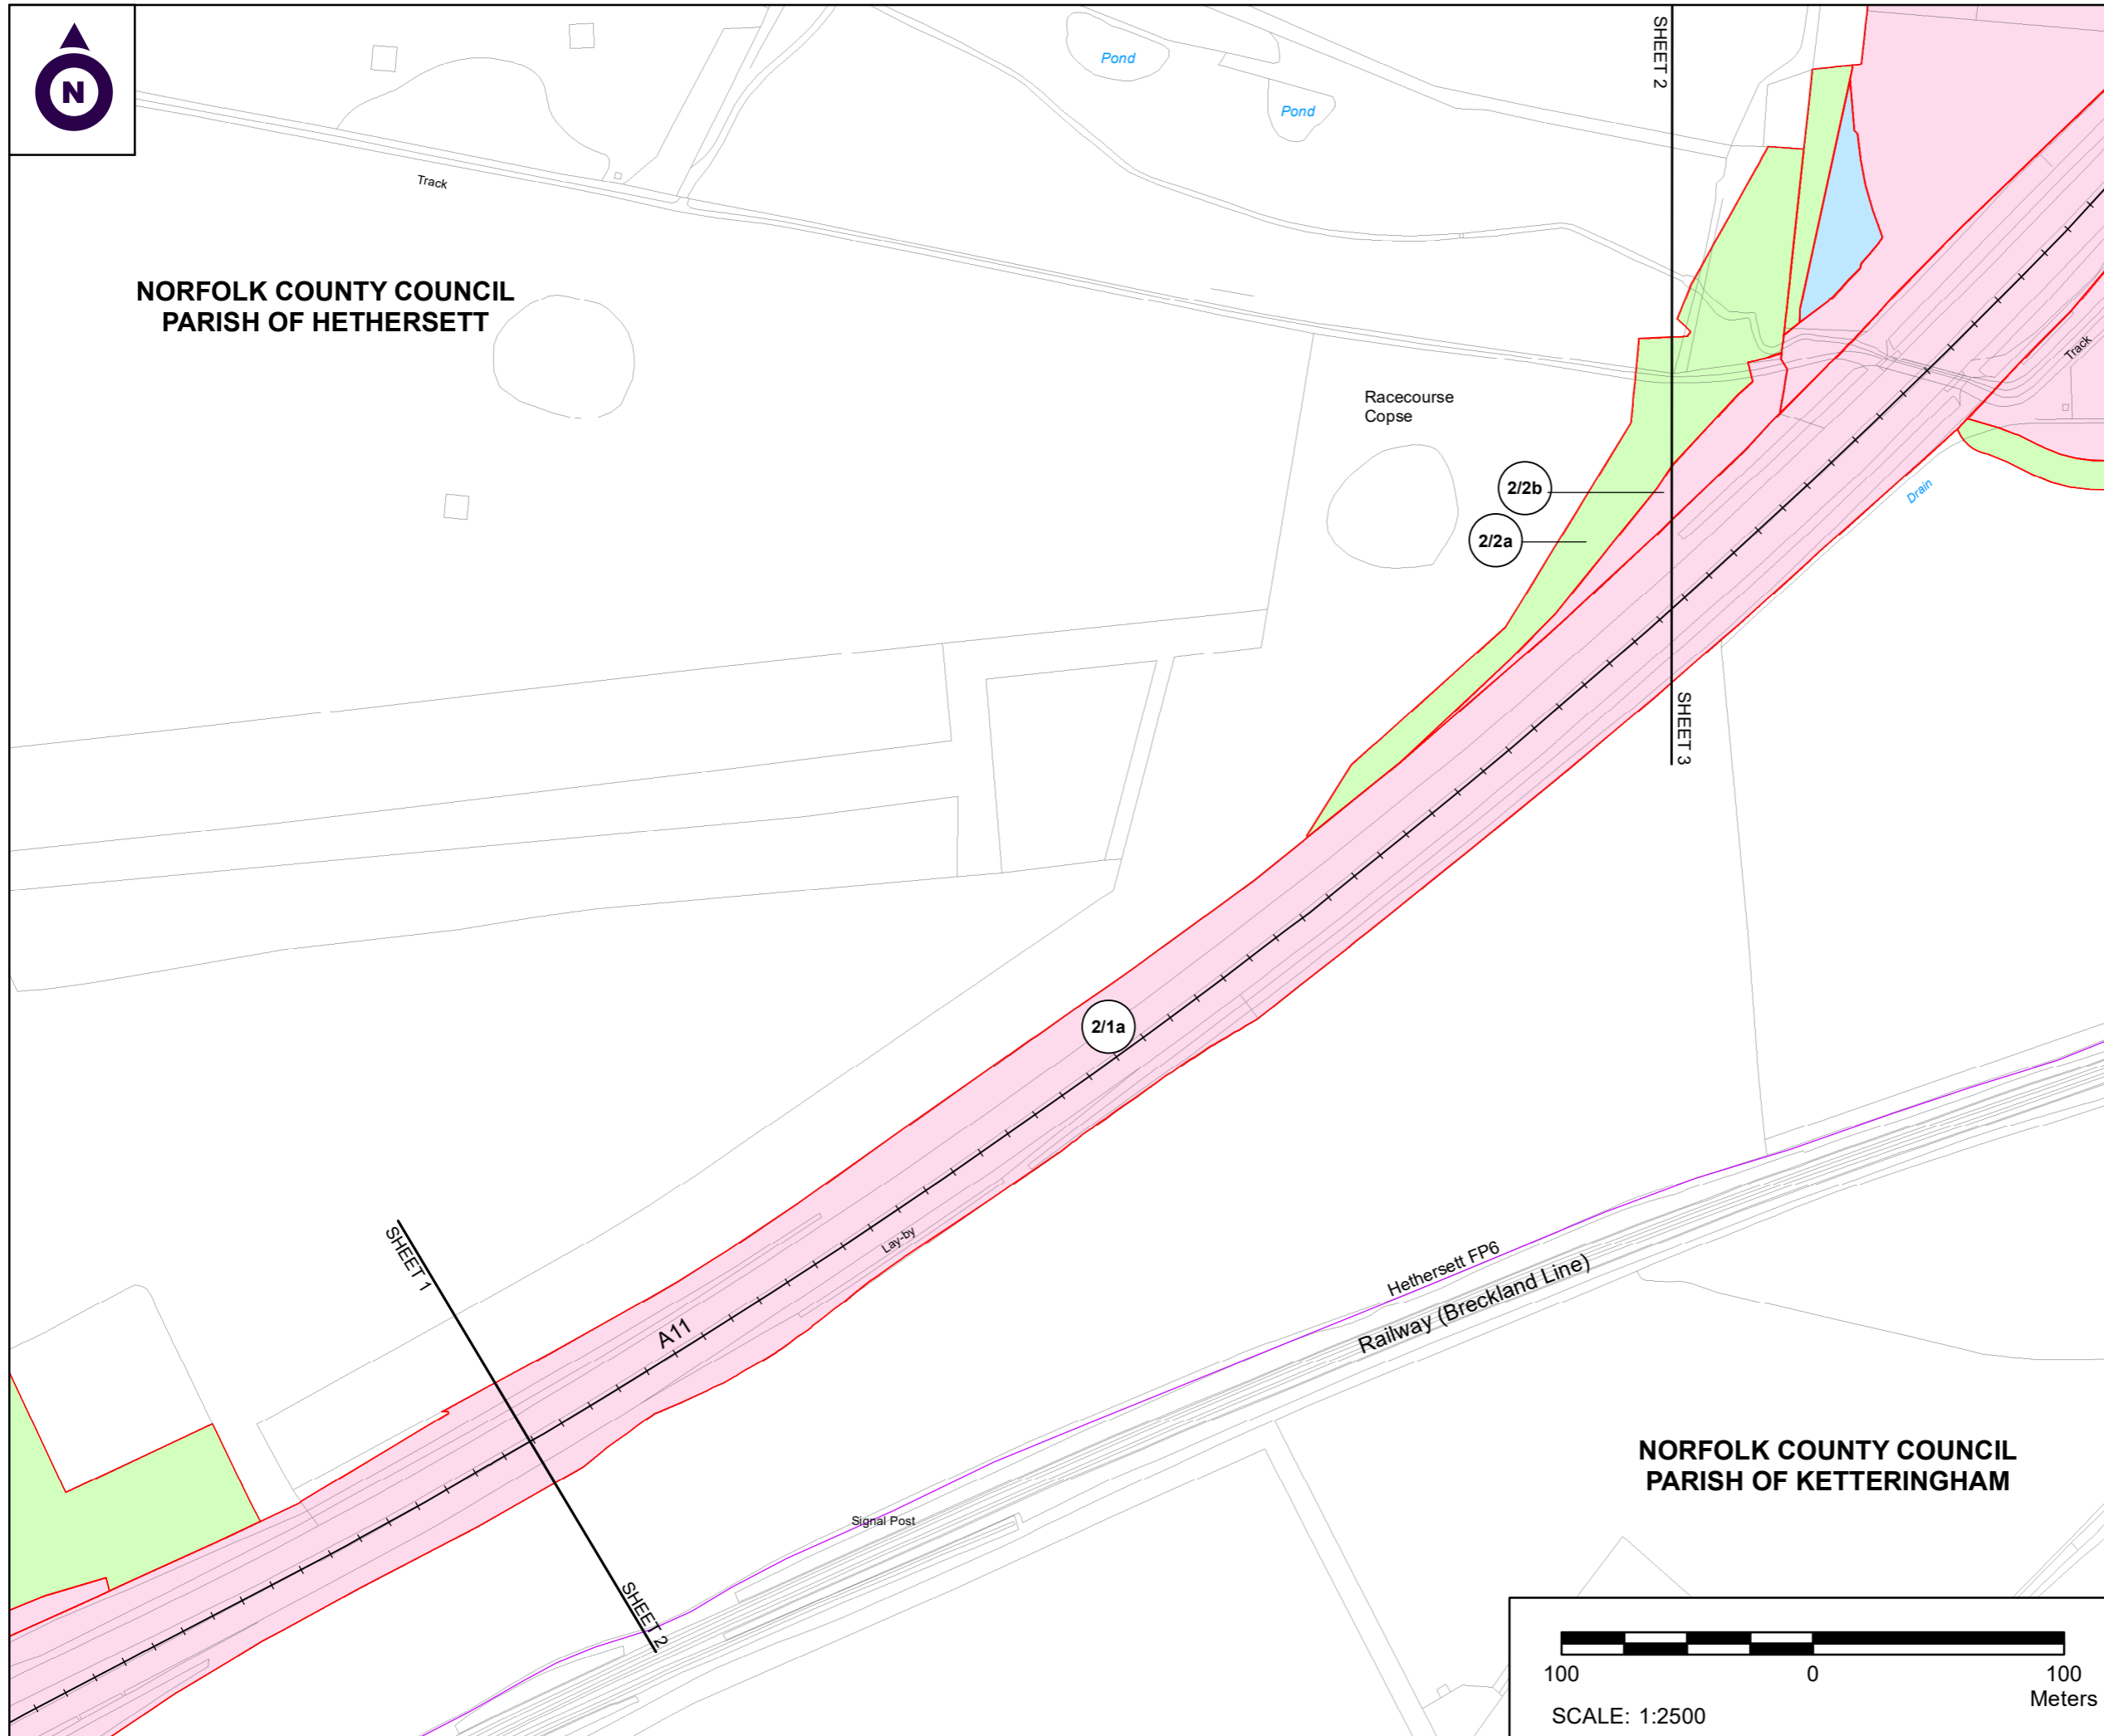 N
Pond
Pond
SHEET 2
Track
NORFOLK COUNTY COUNCIL
PARISH OF HETHERSETT
Track
Racecourse
Copse
2/2b
Drain
2/2a
SHEET 3
2/1a
SHEET 1
Lay-by
A11
Hethersett FP6
Railway (Breckland Line)
NORFOLK COUNTY COUNCIL
PARISH OF KETTERINGHAM
Signal Post
SHEET 2
100 0 100
Meters
SCALE: 1:2500